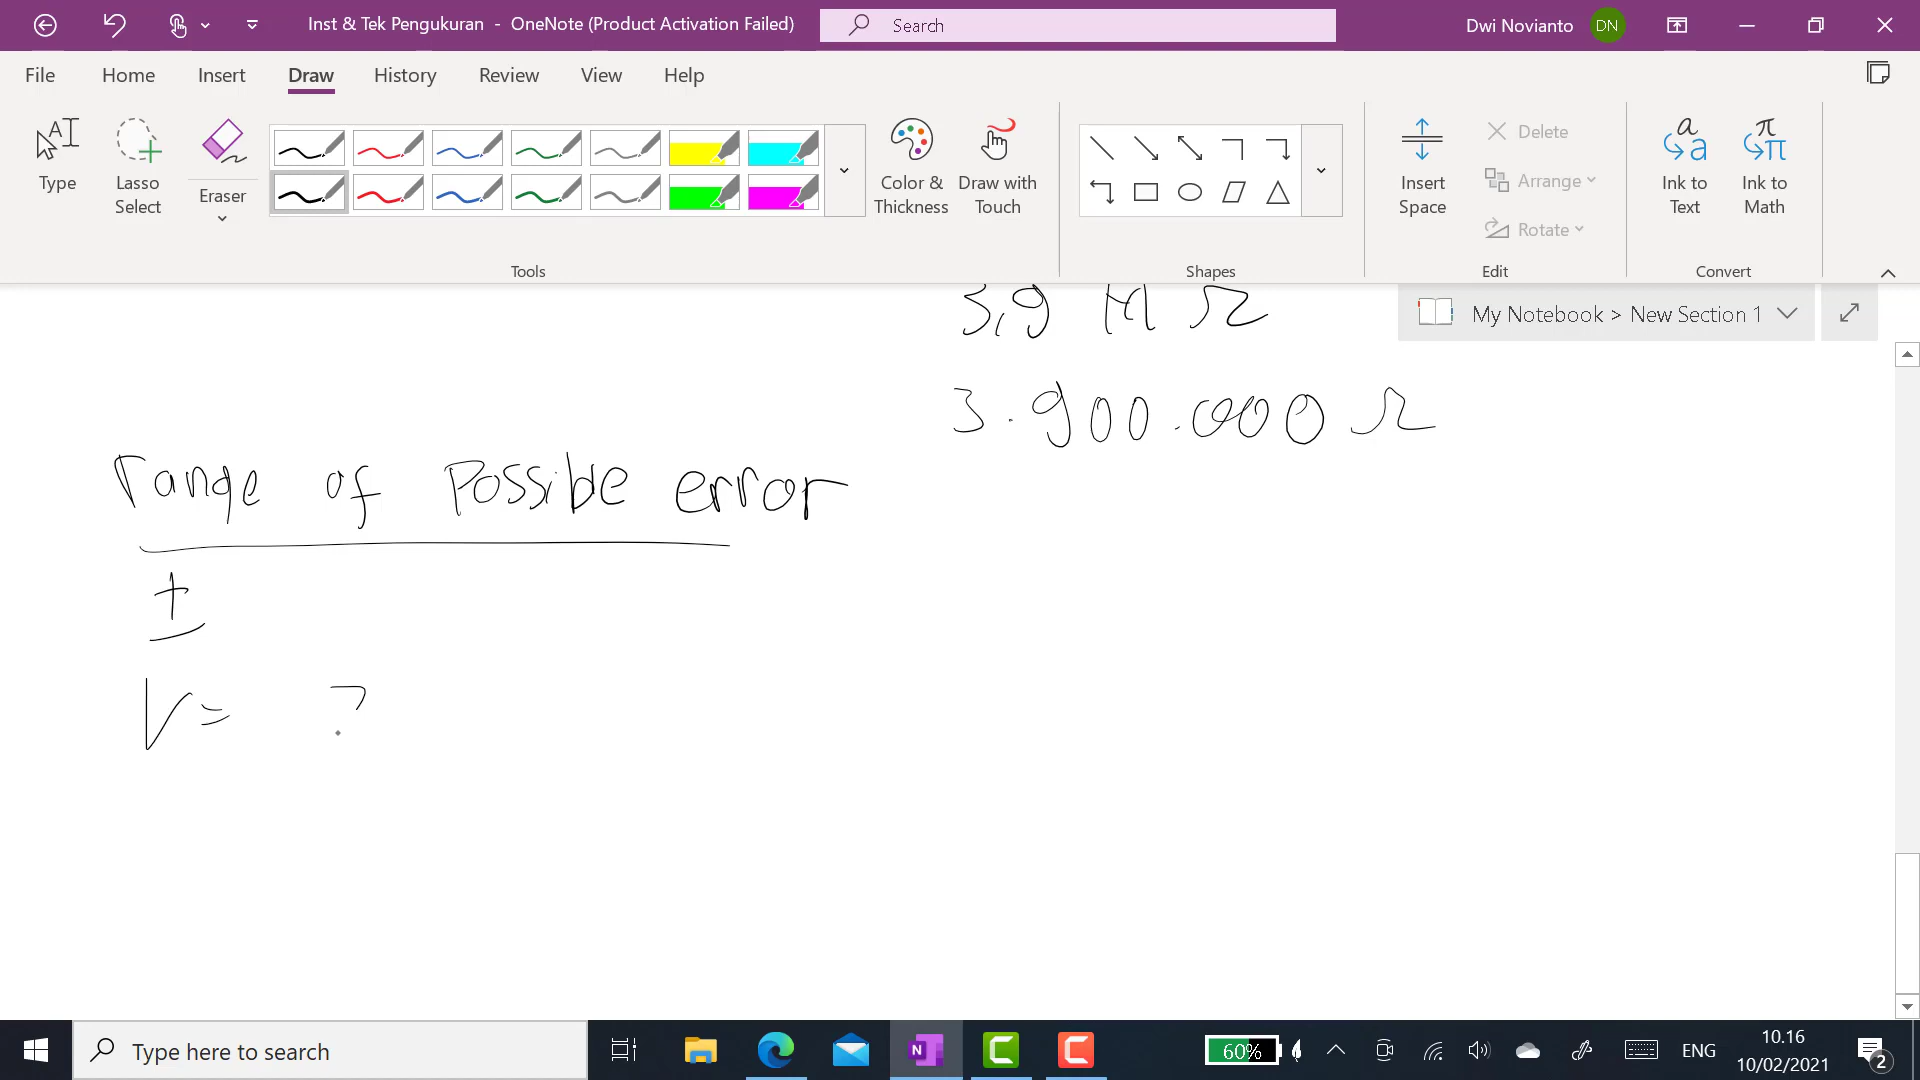 Inst & Tek Pengukuran - OneNote (Product Activation Failed)
Search
Dwi Novianto
DN
File
Home
Insert
Draw
History
Review
View
Help
Type
Lasso Select
Eraser
Color & Thickness
Draw with Touch
Insert Space
Delete
Arrange
Rotate
Ink to Text
Ink to Math
Tools
Shapes
Edit
Convert
My Notebook > New Section 1
3,9 M Ω
3.900.000 Ω
range of Possible error
±
V=
Type here to search
60%
ENG
10.16
10/02/2021
2